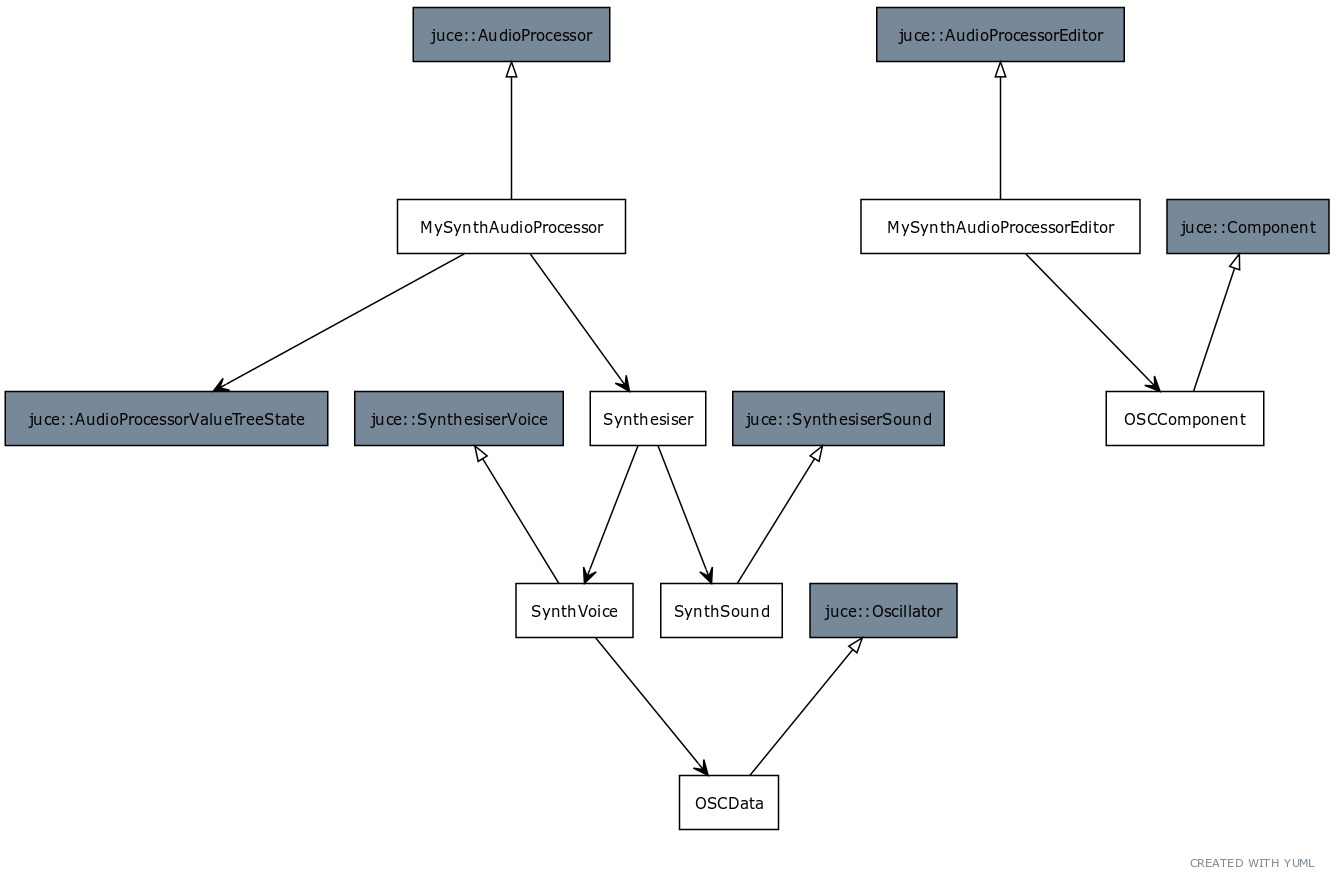 juce::AudioProcessor
juce::AudioProcessorEditor
MySynthAudioProcessor
MySynthAudioProcessorEditor
juce::Component
juce::AudioProcessorValueTreeState
juce::SynthesiserVoice
Synthesiser
juce::SynthesiserSound
OSCComponent
SynthVoice
SynthSound
juce::Oscillator
OSCData
CREATED WITH YUML